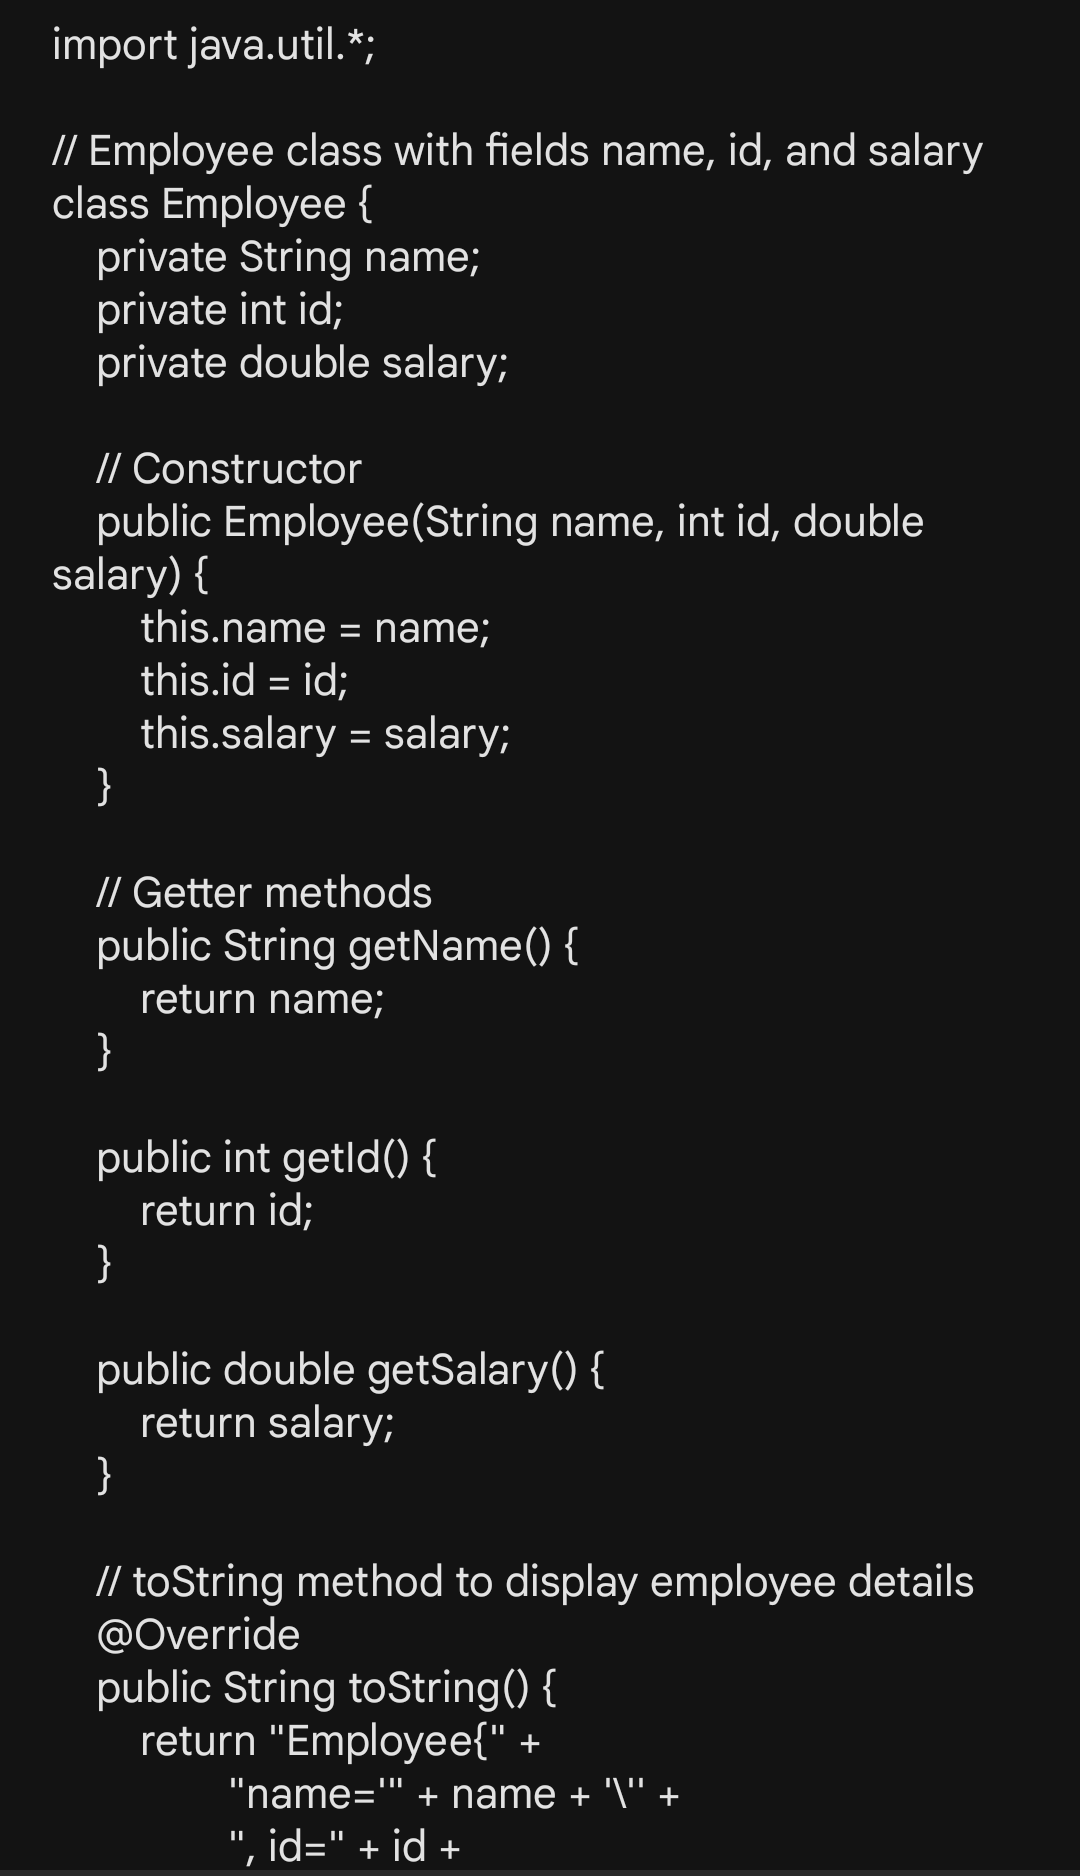 import java.util.*;
// Employee class with fields name, id, and salary
class Employee {
private String name;
private int id;
private double salary;
// Constructor
public Employee(String name, int id, double
salary) {
this.name = name;
this.id = id;
this.salary = salary;
}
// Getter methods
public String getName() {
return name;
}
public int getId() {
return id;
}
public double getSalary() {
return salary;
}
// toString method to display employee details
@Override
public String toString() {
return "Employee{" +
"name='" + name + '\'' +
", id=" + id +